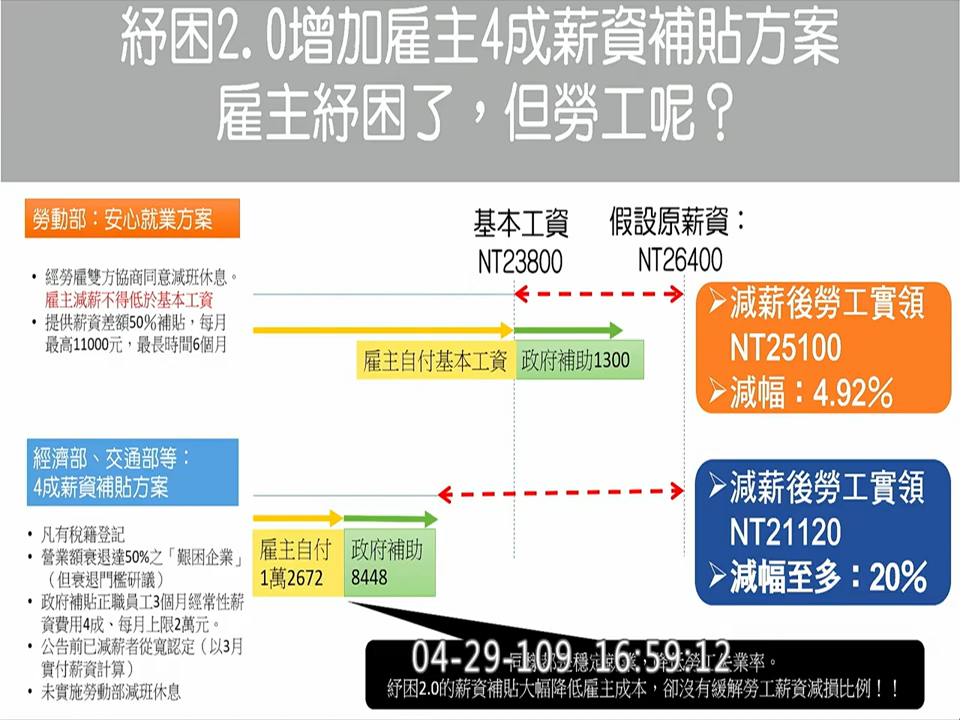 紓困2.0增加雇主4成薪資補貼方案
雇主紓困了，但勞工呢？
勞動部：安心就業方案
• 經勞雇雙方協商同意減班休息。
雇主減薪不得低於基本工資
• 提供薪資差額50%補貼，每月
最高11000元，最長時間6個月
基本工資
NT23800
假設原薪資：
NT26400
雇主自付基本工資
政府補助1300
➢減薪後勞工實領
NT25100
➢減幅：4.92%
經濟部、交通部等：
4成薪資補貼方案
• 凡有稅籍登記
• 營業額衰退達50%之「艱困企業」
（但衰退門檻研議）
• 政府補貼正職員工3個月經常性薪
資費用4成、每月上限2萬元。
• 公告前已減薪者從寬認定（以3月
實付薪資計算）
• 未實施勞動部減班休息
雇主自付
1萬2672
政府補助
8448
➢減薪後勞工實領
NT21120
➢減幅至多：20%
04-29-109 16:59:12
業率。
紓困2.0的薪資補貼大幅降低雇主成本，卻沒有緩解勞工薪資減損比例！！